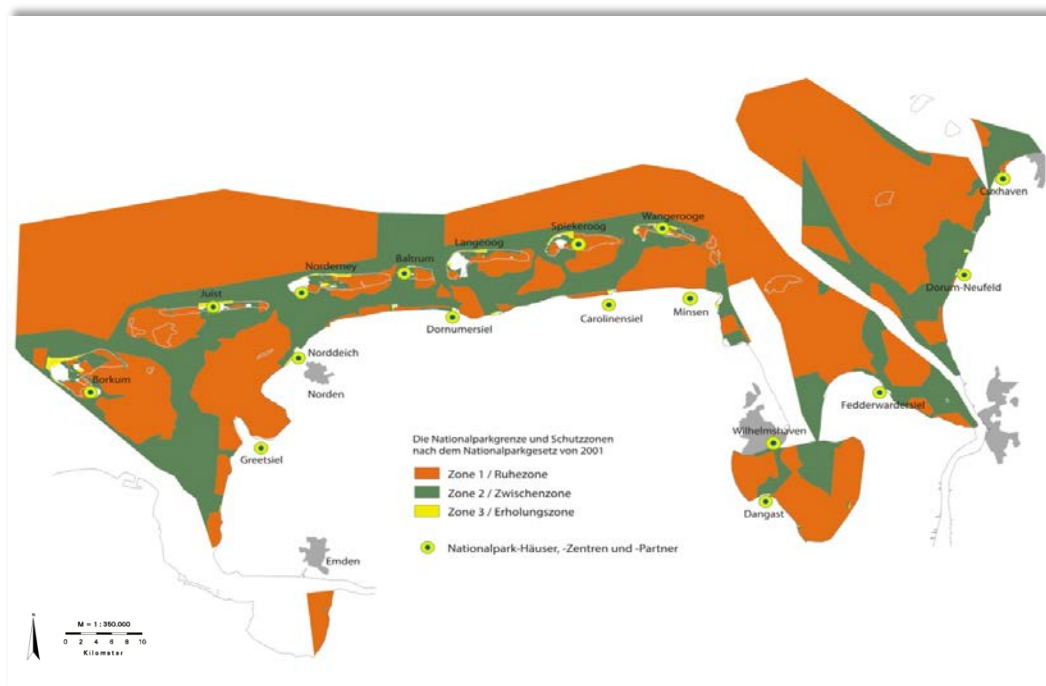 Cuxhaven
Wangerooge
Spiekeroog
Langeoog
Baltrum
Norderney
Juist
Dorum-Neufeld
Minsen
Carolinensiel
Dornumersiel
Norddeich
Borkum
Norden
Fedderwardersiel
Wilhelmshaven
Greetsiel
Dangast
Emden
Die Nationalparkgrenze und Schutzzonen
nach dem Nationalparkgesetz von 2001
Zone 1 / Ruhezone
Zone 2 / Zwischenzone
Zone 3 / Erholungszone
Nationalpark-Häuser, -Zentren und -Partner
N
M = 1 : 350.000
0 2 4 6 8 10
Kilometer